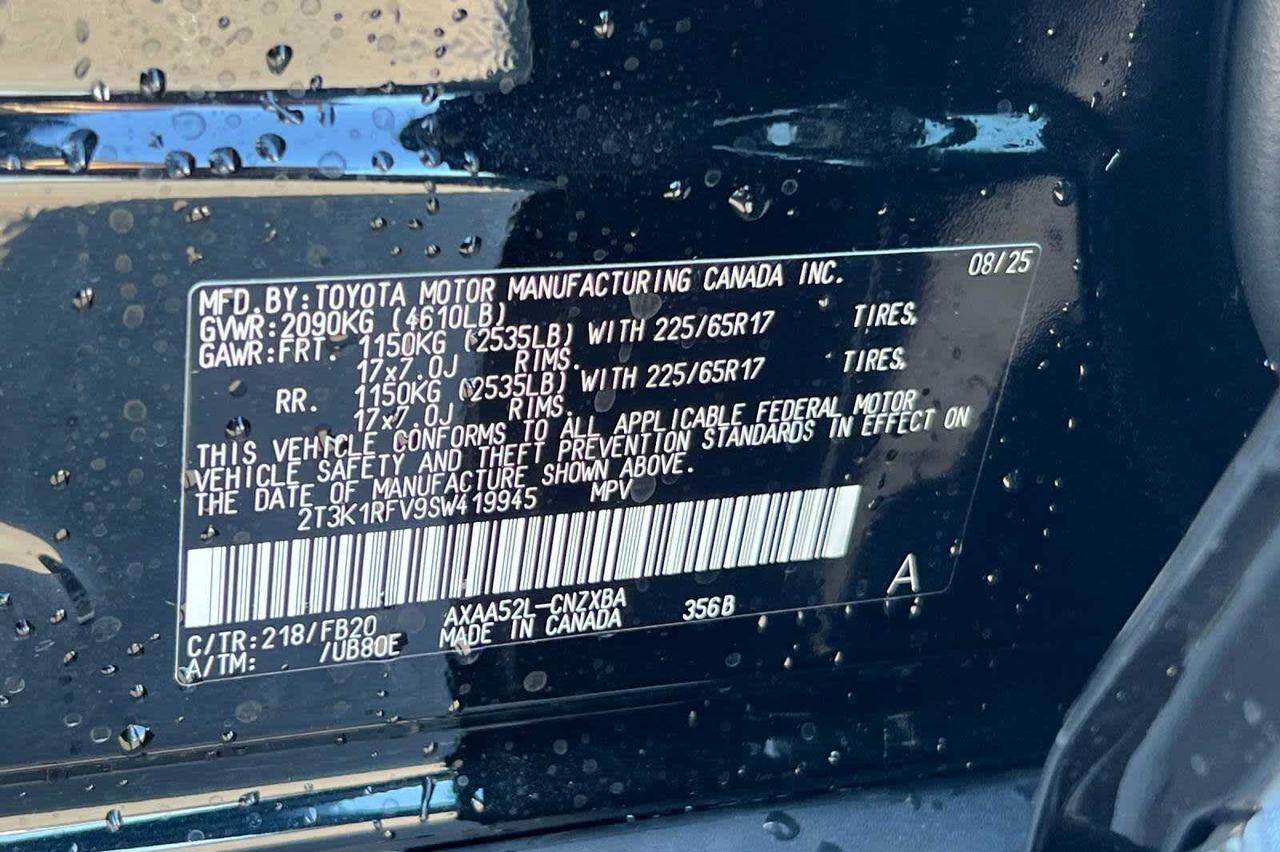 MFD.BY:TOYOTA MOTOR MANUFACTURING CANADA INC. 08/25
GVWR:2090KG (4610LB)
GAWR:FRT. 1150KG (2535LB) WITH 225/65R17 TIRES,
17x7.0J RIMS.
RR. 1150KG (2535LB) WITH 225/65R17 TIRES,
17x7.0J RIMS.
THIS VEHICLE CONFORMS TO ALL APPLICABLE FEDERAL MOTOR
VEHICLE SAFETY AND THEFT PREVENTION STANDARDS IN EFFECT ON
THE DATE OF MANUFACTURE SHOWN ABOVE.
2T3K1RFV9SW419945 MPV
C/TR:218/FB20 AXAA52L-CNZXBA 356B A
A/TM: /UB80E MADE IN CANADA